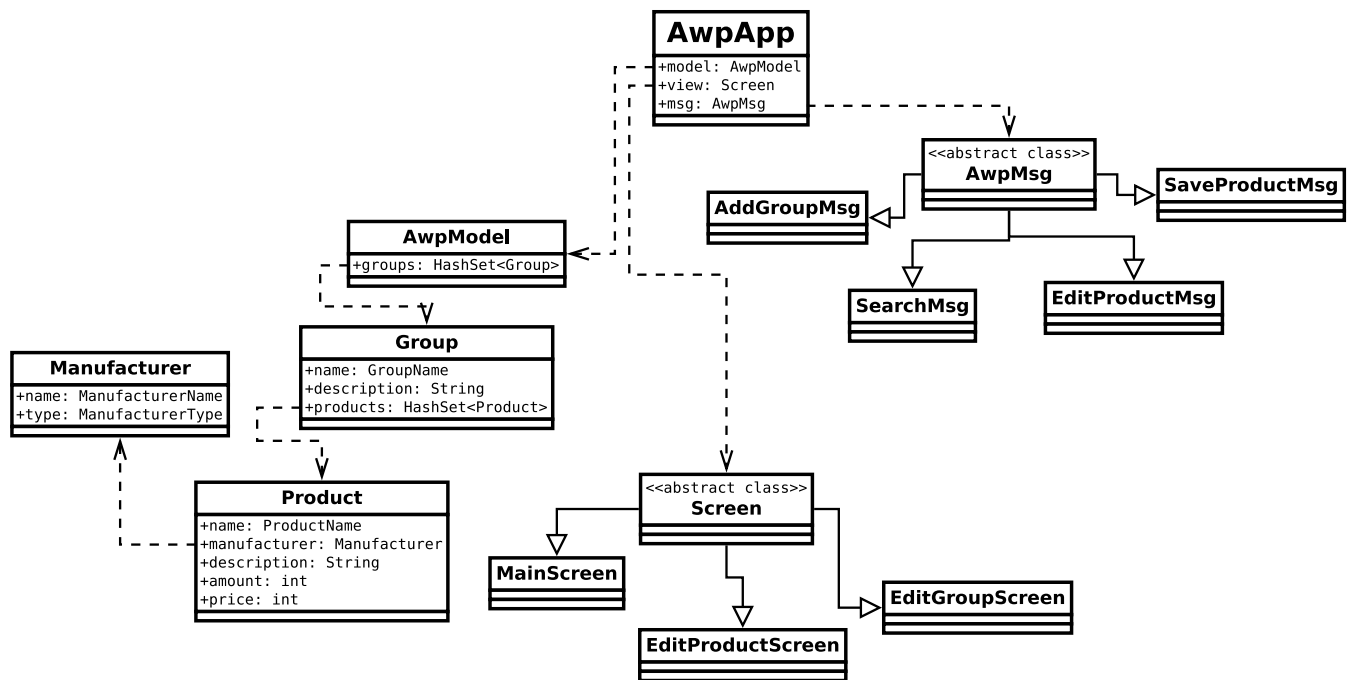 AwpApp
+model: AwpModel
+view: Screen
+msg: AwpMsg
<<abstract class>>
AwpMsg
SaveProductMsg
AddGroupMsg
SearchMsg
EditProductMsg
AwpModel
+groups: HashSet<Group>
Group
+name: GroupName
+description: String
+products: HashSet<Product>
Manufacturer
+name: ManufacturerName
+type: ManufacturerType
Product
+name: ProductName
+manufacturer: Manufacturer
+description: String
+amount: int
+price: int
<<abstract class>>
Screen
MainScreen
EditProductScreen
EditGroupScreen